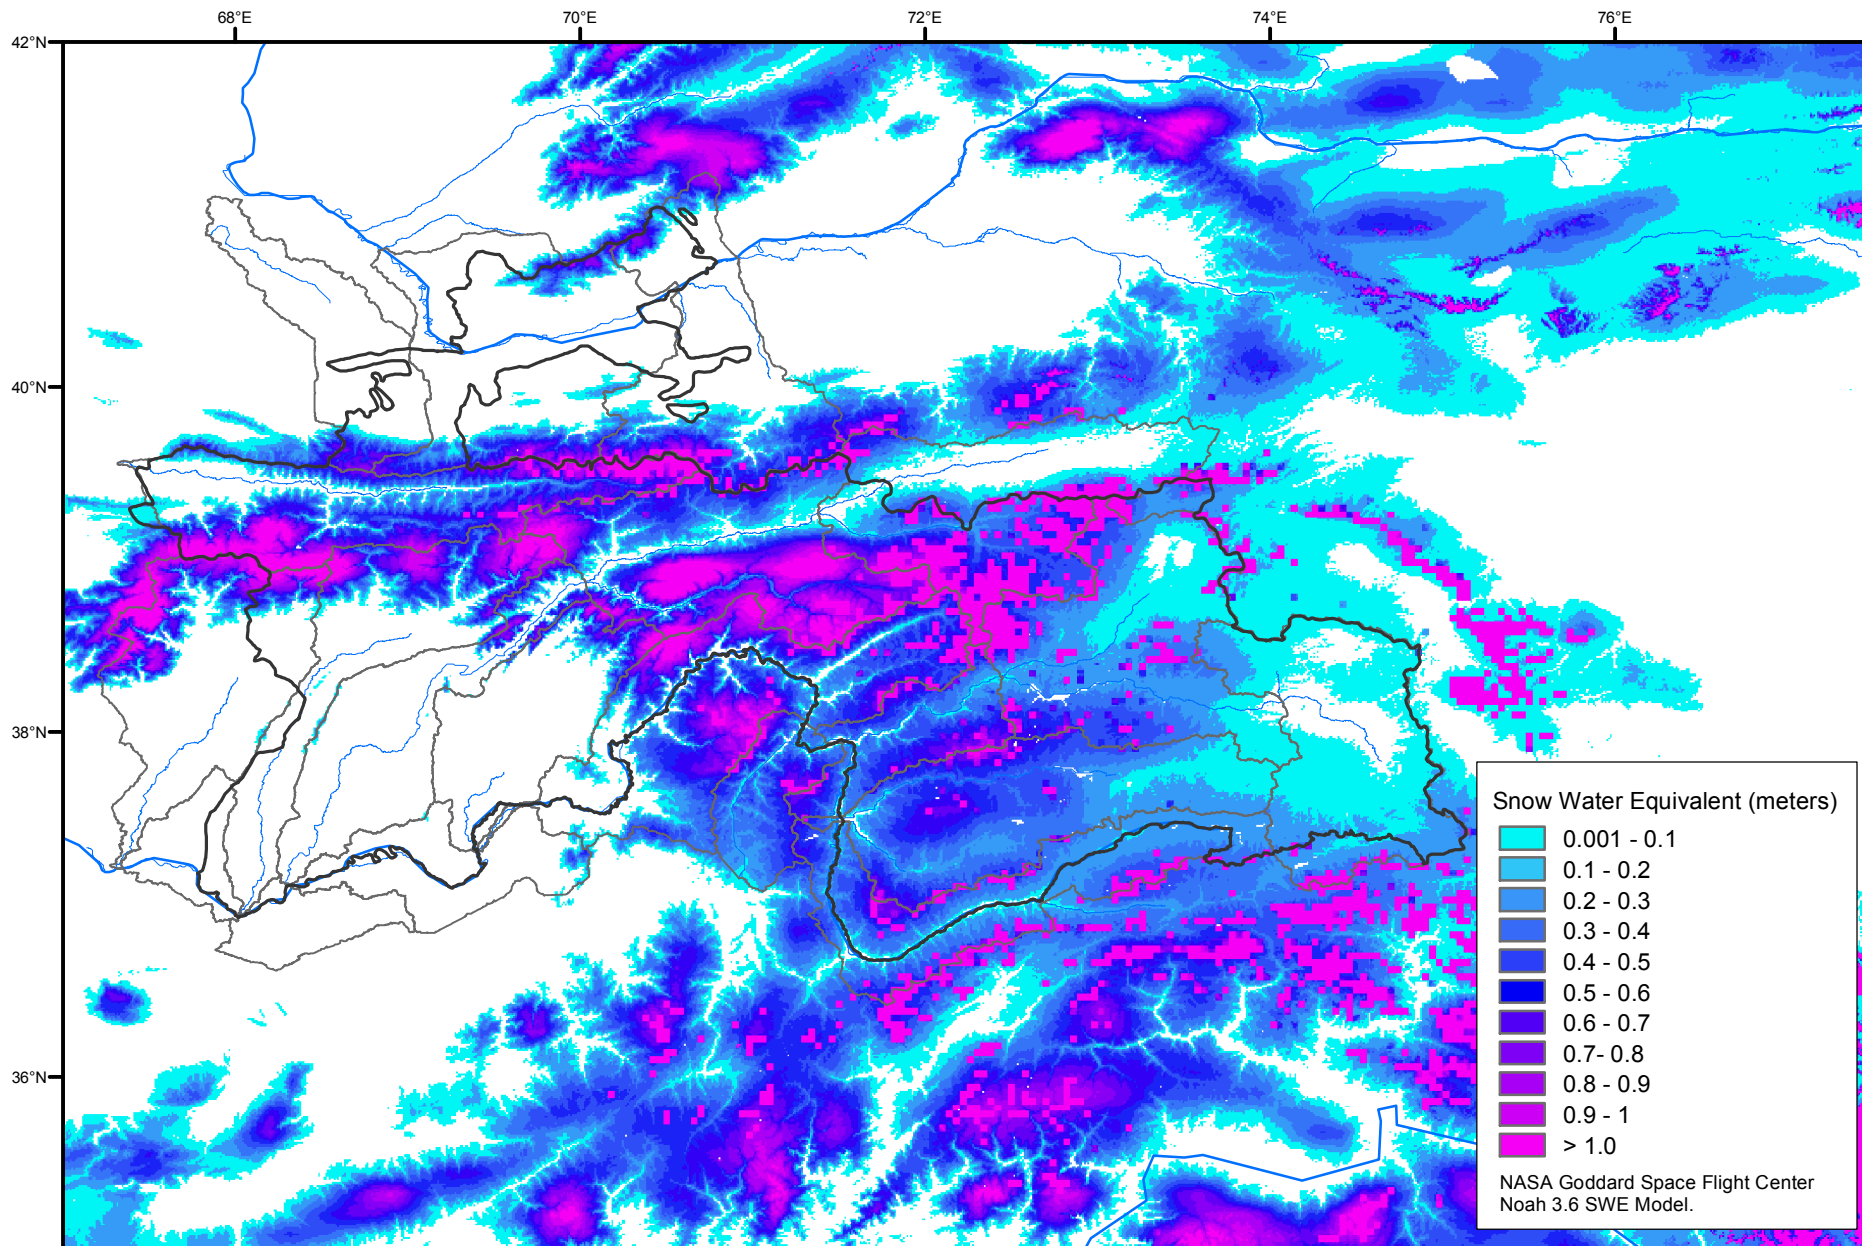 68°E 70°E 72°E 74°E 76°E
42°N
40°N
38°N
36°N
Snow Water Equivalent (meters)
0.001 - 0.1
0.1 - 0.2
0.2 - 0.3
0.3 - 0.4
0.4 - 0.5
0.5 - 0.6
0.6 - 0.7
0.7- 0.8
0.8 - 0.9
0.9 - 1
> 1.0
NASA Goddard Space Flight Center
Noah 3.6 SWE Model.